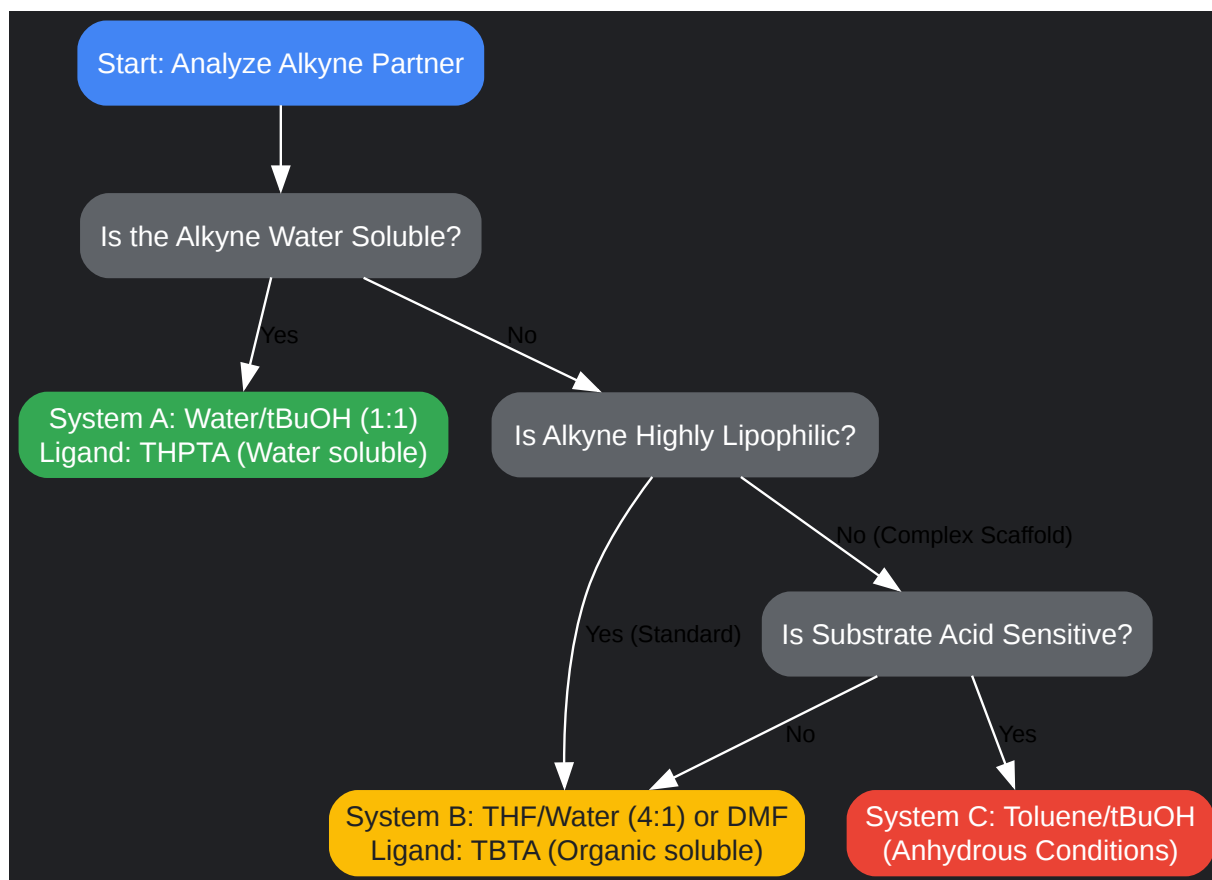 Start: Analyze Alkyne Partner
Is the Alkyne Water Soluble?
Yes
No
System A: Water/tBuOH (1:1)
Ligand: THPTA (Water soluble)
Is Alkyne Highly Lipophilic?
No (Complex Scaffold)
Yes (Standard)
Is Substrate Acid Sensitive?
No
Yes
System B: THF/Water (4:1) or DMF
Ligand: TBTA (Organic soluble)
System C: Toluene/tBuOH
(Anhydrous Conditions)